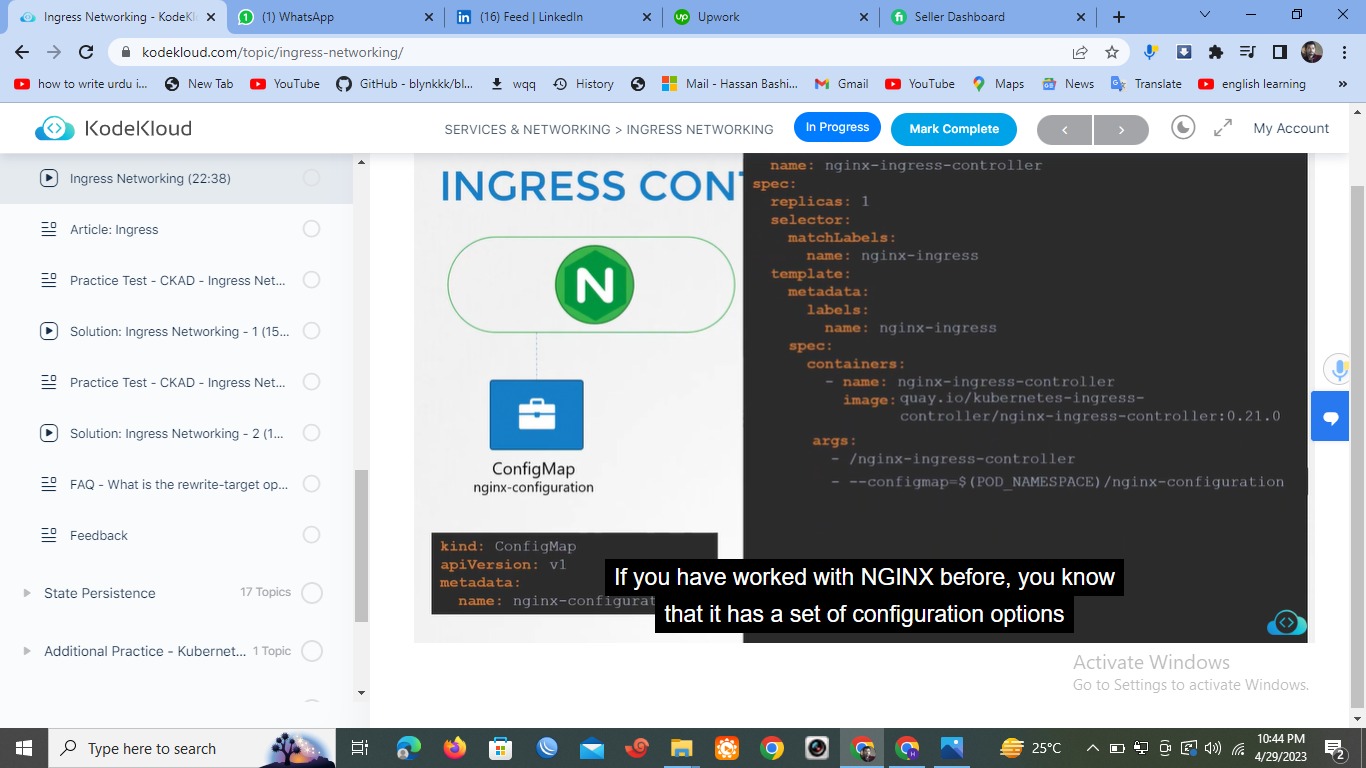 Ingress Networking - KodeKl
(1) WhatsApp
(16) Feed | LinkedIn
Upwork
Seller Dashboard
kodekloud.com/topic/ingress-networking/
how to write urdu i...
New Tab
YouTube
GitHub - blynkkk/bl...
wqq
History
Mail - Hassan Bashi...
Gmail
YouTube
Maps
News
Translate
english learning
»
KodeKloud
SERVICES & NETWORKING > INGRESS NETWORKING
In Progress
Mark Complete
My Account
Ingress Networking (22:38)
Article: Ingress
Practice Test - CKAD - Ingress Net...
Solution: Ingress Networking - 1 (15...
Practice Test - CKAD - Ingress Net...
Solution: Ingress Networking - 2 (1...
FAQ - What is the rewrite-target op...
Feedback
State Persistence 17 Topics
Additional Practice - Kubernet... 1 Topic
INGRESS CONT
N
ConfigMap
nginx-configuration
kind: ConfigMap
apiVersion: v1
metadata:
name: nginx-configurat
name: nginx-ingress-controller
spec:
replicas: 1
selector:
matchLabels:
name: nginx-ingress
template:
metadata:
labels:
name: nginx-ingress
spec:
containers:
- name: nginx-ingress-controller
image: quay.io/kubernetes-ingress-
controller/nginx-ingress-controller:0.21.0
args:
- /nginx-ingress-controller
- --configmap=$(POD_NAMESPACE)/nginx-configuration
If you have worked with NGINX before, you know
that it has a set of configuration options
Activate Windows
Go to Settings to activate Windows.
Type here to search
25°C
10:44 PM
4/29/2023
2